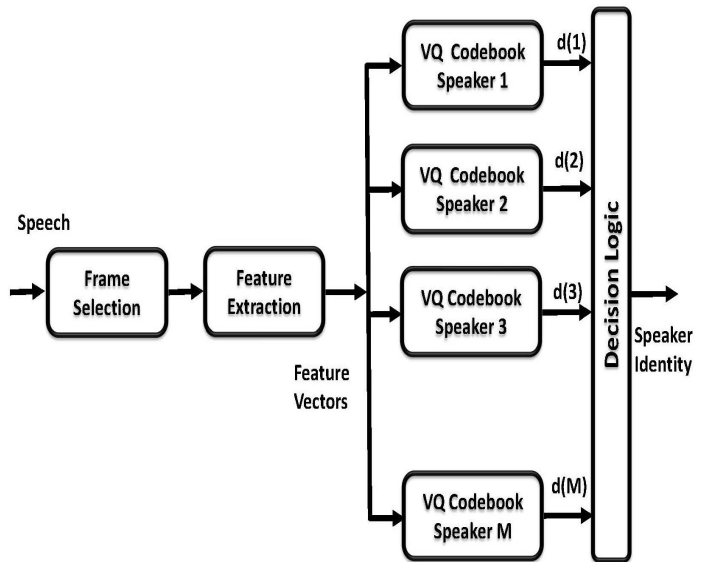 Speech
Frame
Selection
Feature
Extraction
Feature
Vectors
VQ Codebook
Speaker 1
d(1)
VQ Codebook
Speaker 2
d(2)
VQ Codebook
Speaker 3
d(3)
VQ Codebook
Speaker M
d(M)
Decision Logic
Speaker
Identity